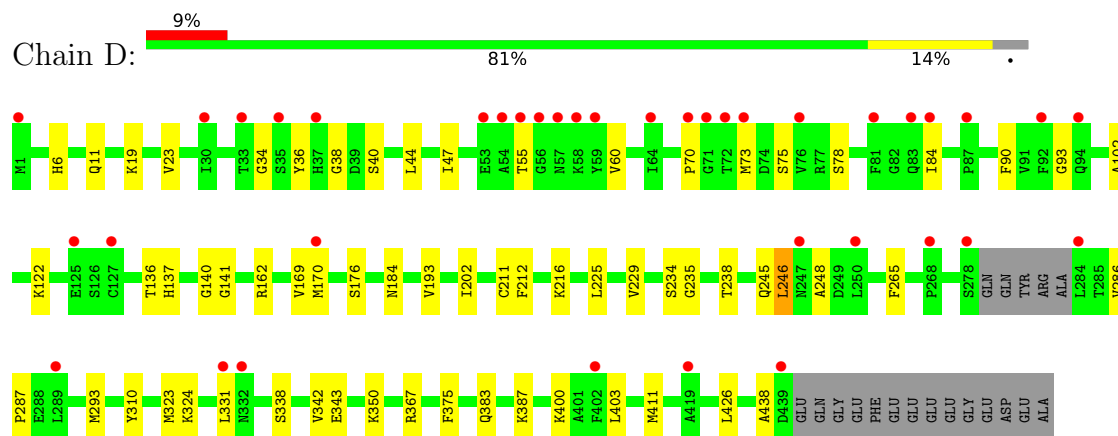 9%
Chain D:
81% 14% •
M1 H6 Q11 K19 V23 I30 T33 G34 S35 Y36 H37 G38 D39 S40 L44 I47 E53 A54 T55 G56 N57 K58 Y59 V60 I64 P70 G71 T72 M73 D74 S75 V76 R77 S78 F81 G82 Q83 I84 P87 F90 V91 F92 G93 Q94
K122 E125 S126 C127 T136 H137 G140 G141 R162 V169 M170 S176 N184 V193 I202 C211 F212 K216 L225 V229 S234 G235 T238 Q245 L246 N247 A248 D249 L250 F265 P268 S278 GLN GLN TYR ARG ALA L284 T285
P287 E288 L289 M293 Y310 M323 K324 L331 N332 S338 V342 E343 K350 R367 F375 Q383 K387 K400 A401 F402 L403 M411 A419 L426 A438 D439 GLU GLN GLY GLU GLU PHE GLU GLU GLU GLU GLY GLU ASP GLU ALA